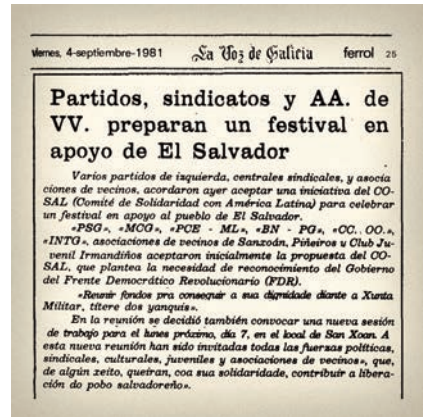 Viernes, 4-septiembre-1981 La Voz de Galicia ferrol 25
Partidos, sindicatos y AA. de
VV. preparan un festival en
apoyo de El Salvador
Varios partidos de izquierda, centrales sindicales, y asocia
ciones de vecinos, acordaron ayer aceptar una iniciativa del CO-
SAL (Comité de Solidaridad con América Latina) para celebrar
un festival en apoyo al pueblo de El Salvador.
«PSG», «MCG», «PCE - ML», «BN - PG», «CC. OO.»,
«INTG», asociaciones de vecinos de Sanxoán, Piñeiros y Club Ju-
venil Irmandiños aceptaron inicialmente la propuesta del CO-
SAL, que plantea la necesidad de reconocimiento del Gobierno
del Frente Democrático Revolucionario (FDR).
«Reunir fondos pra conseguir a sua dignidade diante a Xunta
Militar, títere dos yanquis».
En la reunión se decidió también convocar una nueva sesión
de trabajo para el lunes próximo, día 7, en el local de San Xoan. A
esta nueva reunión han sido invitadas todas las fuerzas políticas,
sindicales, culturales, juveniles y asociaciones de vecinos», que,
de algún xeito, queiran, coa sua solidaridade, contribuir a libera-
ción do pobo salvadoreño».